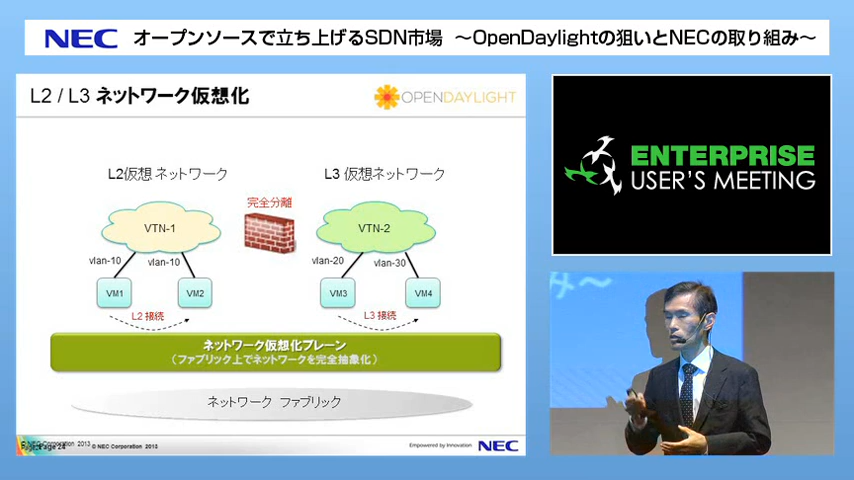 NEC オープンソースで立ち上げるSDN市場 ～OpenDaylightの狙いとNECの取り組み～
L2 / L3 ネットワーク仮想化
OPENDAYLIGHT
L2仮想 ネットワーク
L3 仮想ネットワーク
完全分離
VTN-1
VTN-2
vlan-10
vlan-10
vlan-20
vlan-30
VM1
VM2
VM3
VM4
L2 接続
L3 接続
ネットワーク仮想化プレーン
（ファブリック上でネットワークを完全抽象化）
ネットワーク ファブリック
© NEC Corporation 2013
Empowered by Innovation
NEC
ENTERPRISE
USER'S MEETING
み～